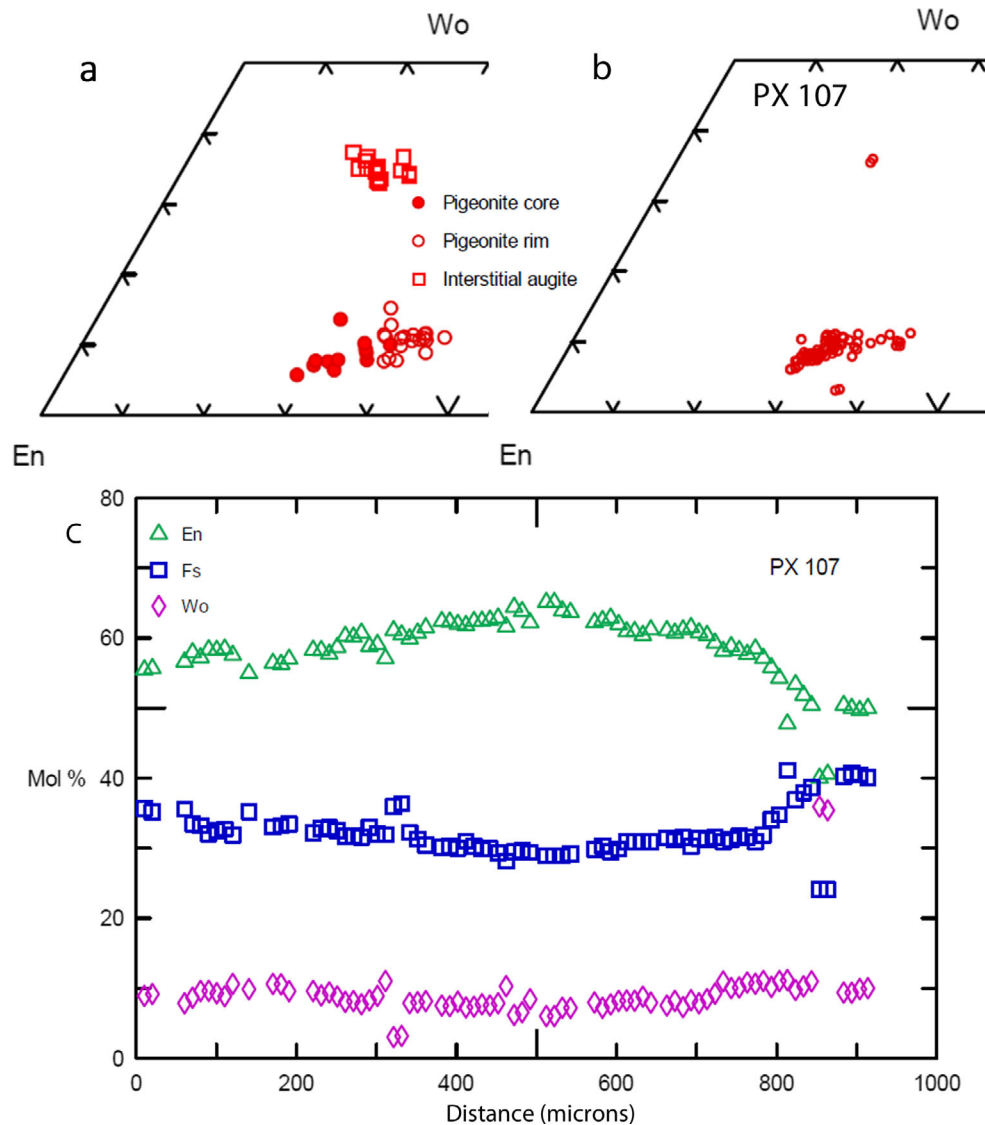 Wo
Wo
a
b
PX 107
Pigeonite core
Pigeonite rim
Interstitial augite
En
En
80
C
En
Fs
Wo
PX 107
60
Mol %
40
20
0
0
200
400
600
800
1000
Distance (microns)